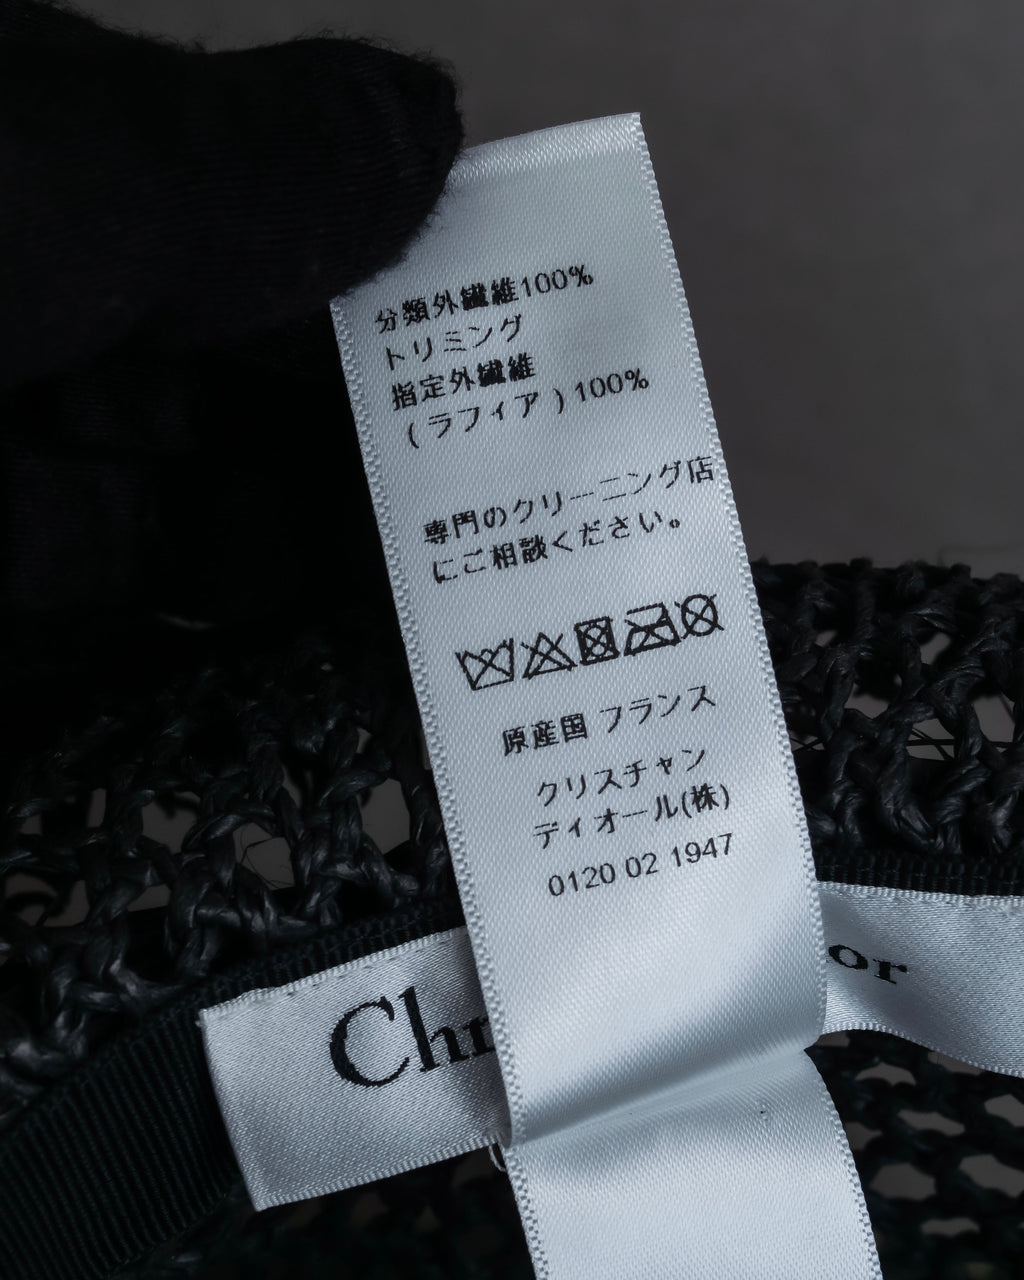 分類外繊維100%
トリミング
指定外繊維
(ラフィア)100%
専門のクリーニング店
にご相談ください。
原産国 フランス
クリスチャン
ディオール(株)
0120 02 1947
Chr
or